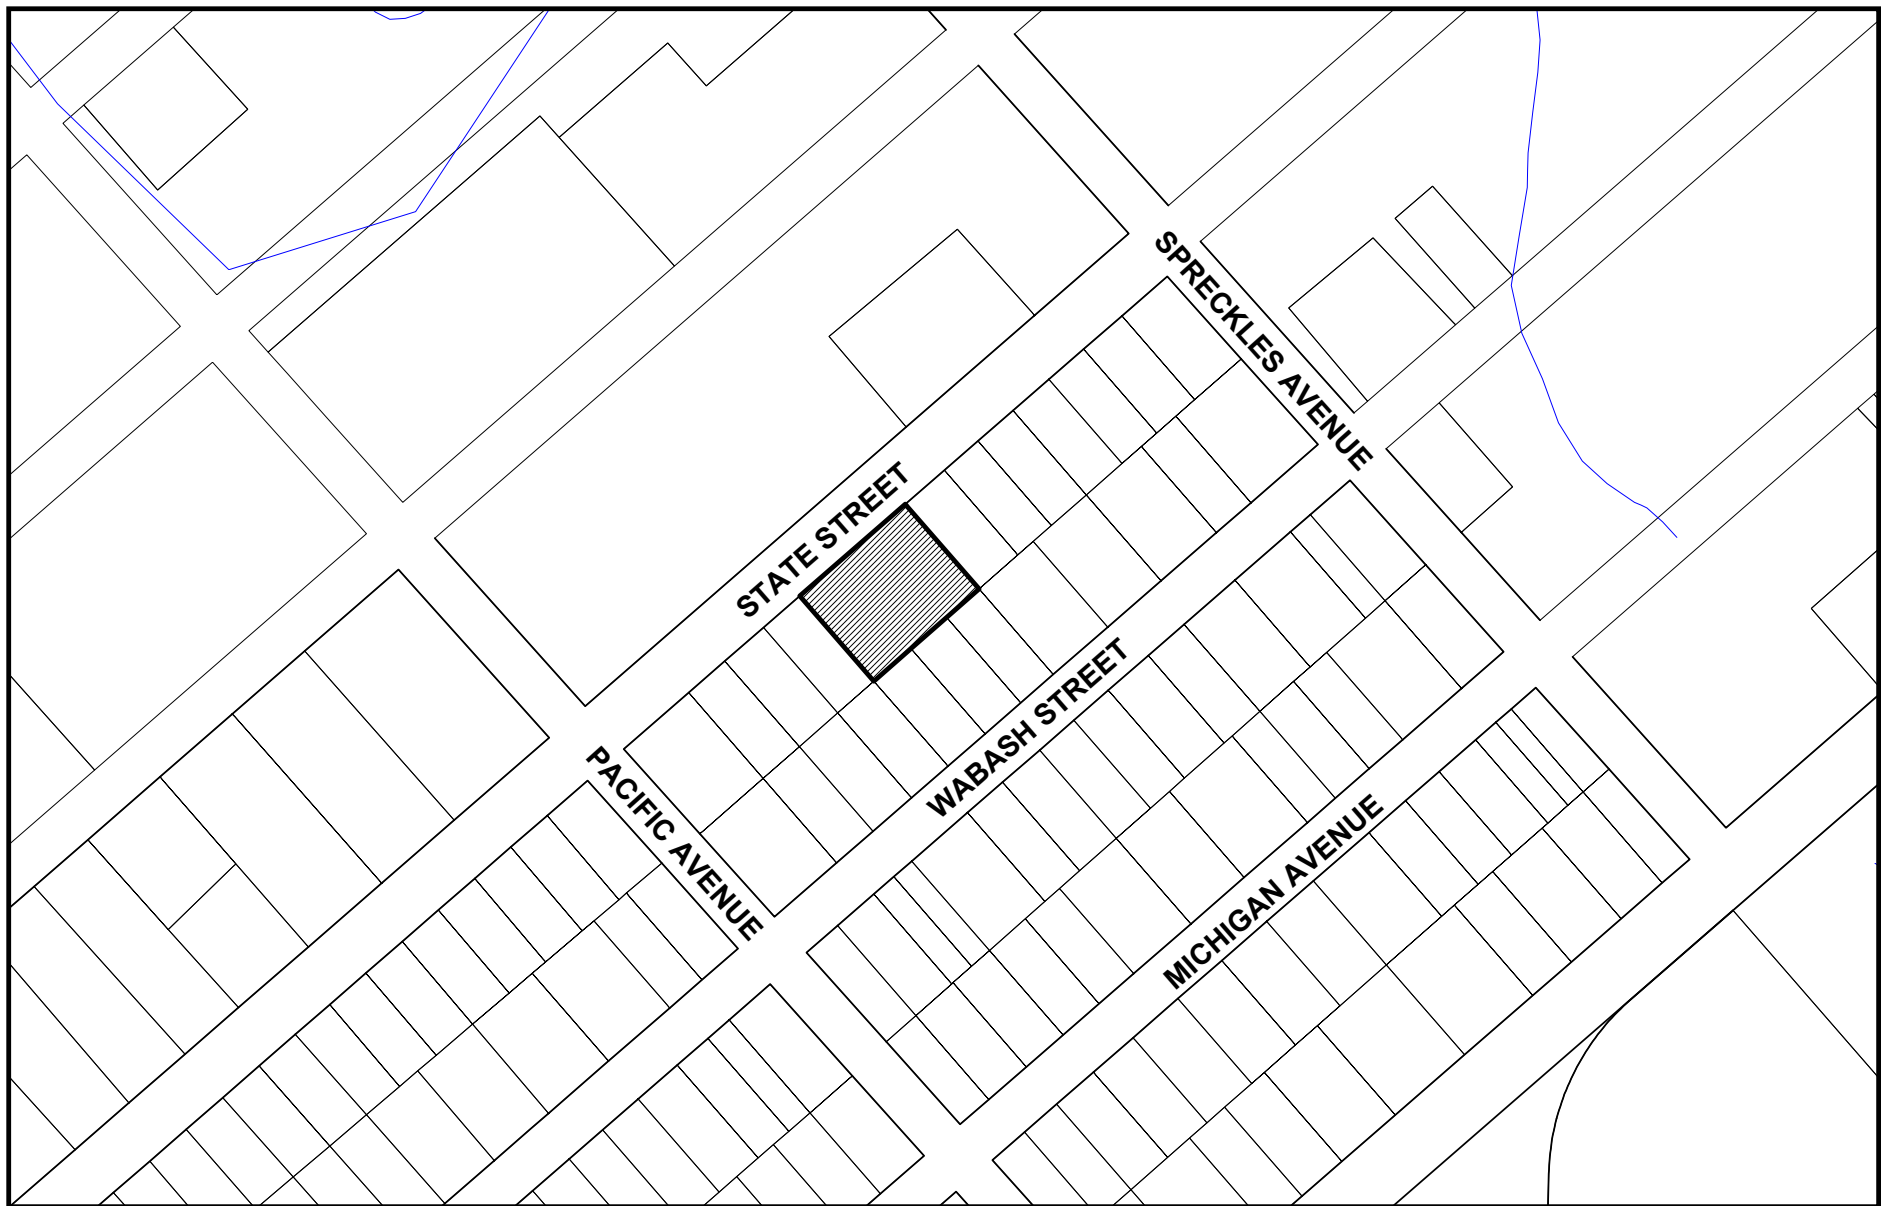 SPRECKLES AVENUE
STATE STREET
WABASH STREET
PACIFIC AVENUE
MICHIGAN AVENUE